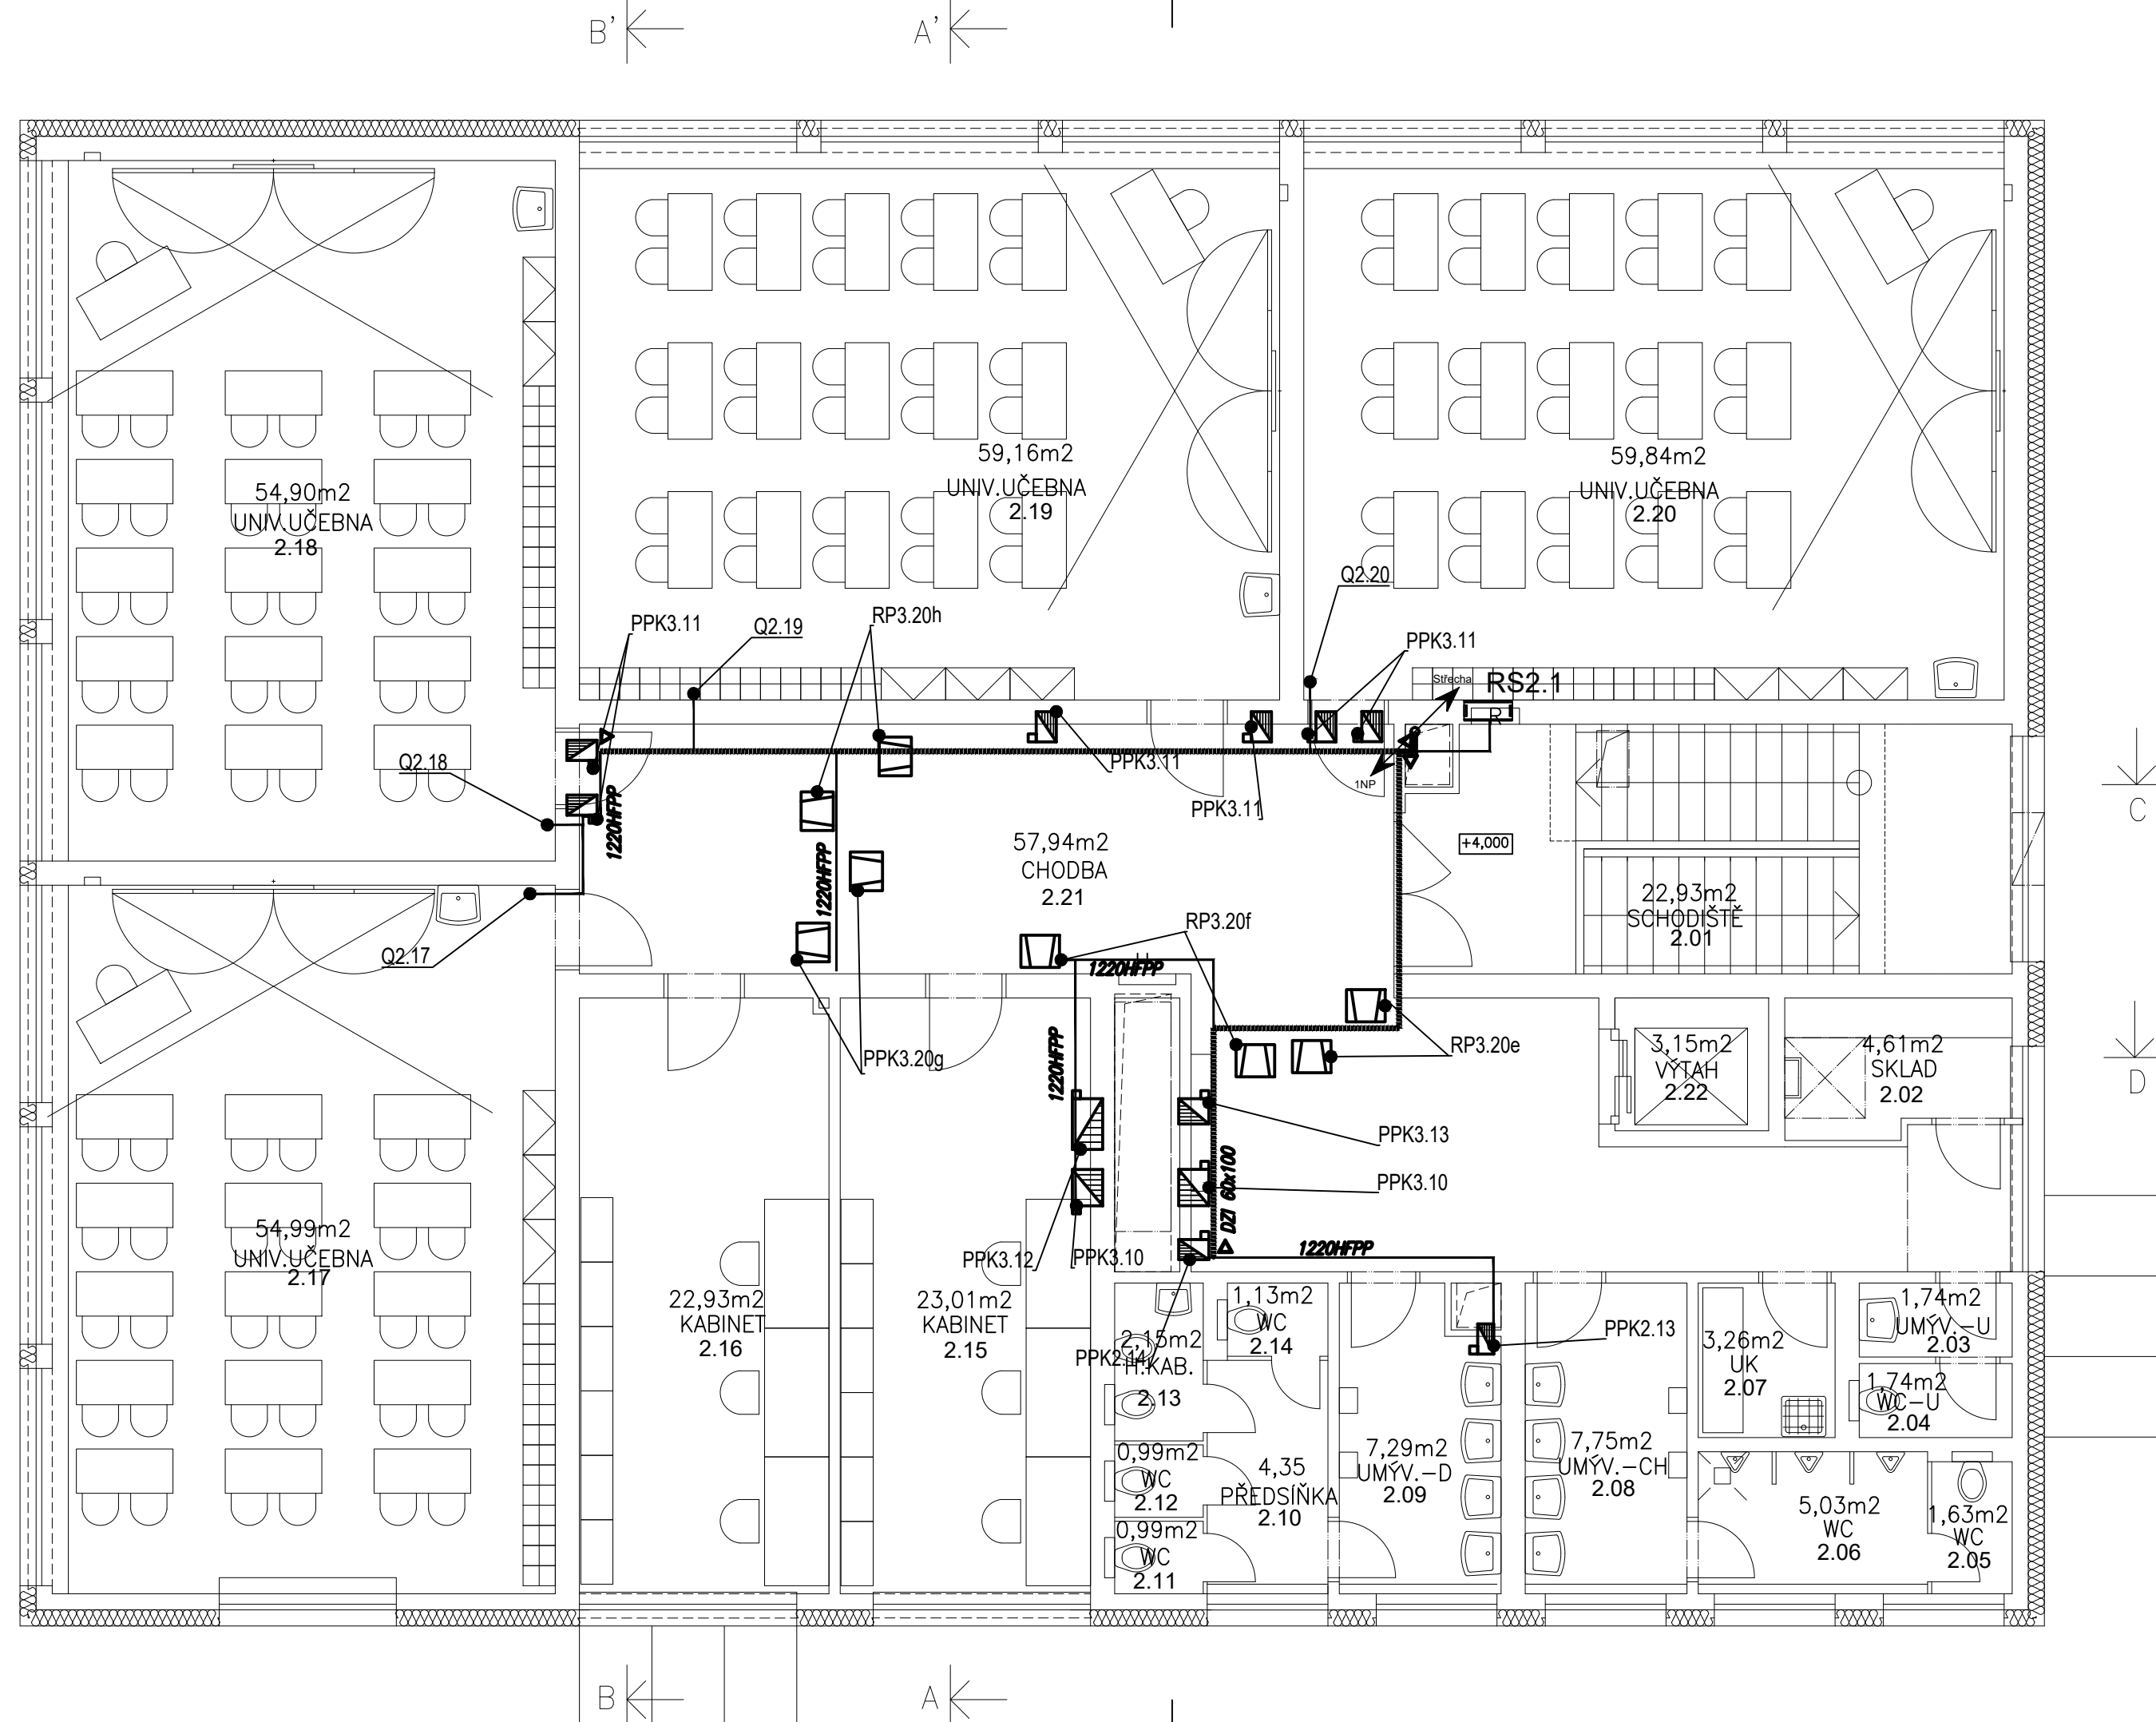 B'
A'
59,16m2
UNIV.UČEBNA
2.19
59,84m2
UNIV.UČEBNA
2.20
54,90m2
UNIV.UČEBNA
2.18
Q2.20
PPK3.11
Q2.19
RP3.20h
PPK3.11
Střecha
RS2.1
R
Q2.18
PPK3.11
PPK3.11
1NP
1220HFPP
1220HFPP
57,94m2
CHODBA
2.21
+4,000
C
22,93m2
SCHODIŠTĚ
2.01
RP3.20f
Q2.17
1220HFPP
1220HFPP
PPK3.20g
RP3.20e
3,15m2
VÝTAH
2.22
4,61m2
SKLAD
2.02
D
PPK3.13
PPK3.10
DZI 60x100
54,99m2
UNIV.UČEBNA
2.17
PPK3.12
PPK3.10
1220HFPP
22,93m2
KABINET
2.16
23,01m2
KABINET
2.15
PPK2.14
2,15m2
H.KAB.
2.13
1,13m2
WC
2.14
PPK2.13
3,26m2
UK
2.07
1,74m2
UMÝV.-U
2.03
1,74m2
WC-U
2.04
0,99m2
WC
2.12
4,35
PŘEDSÍŇKA
2.10
7,29m2
UMÝV.-D
2.09
7,75m2
UMÝV.-CH
2.08
5,03m2
WC
2.06
1,63m2
WC
2.05
0,99m2
WC
2.11
B
A